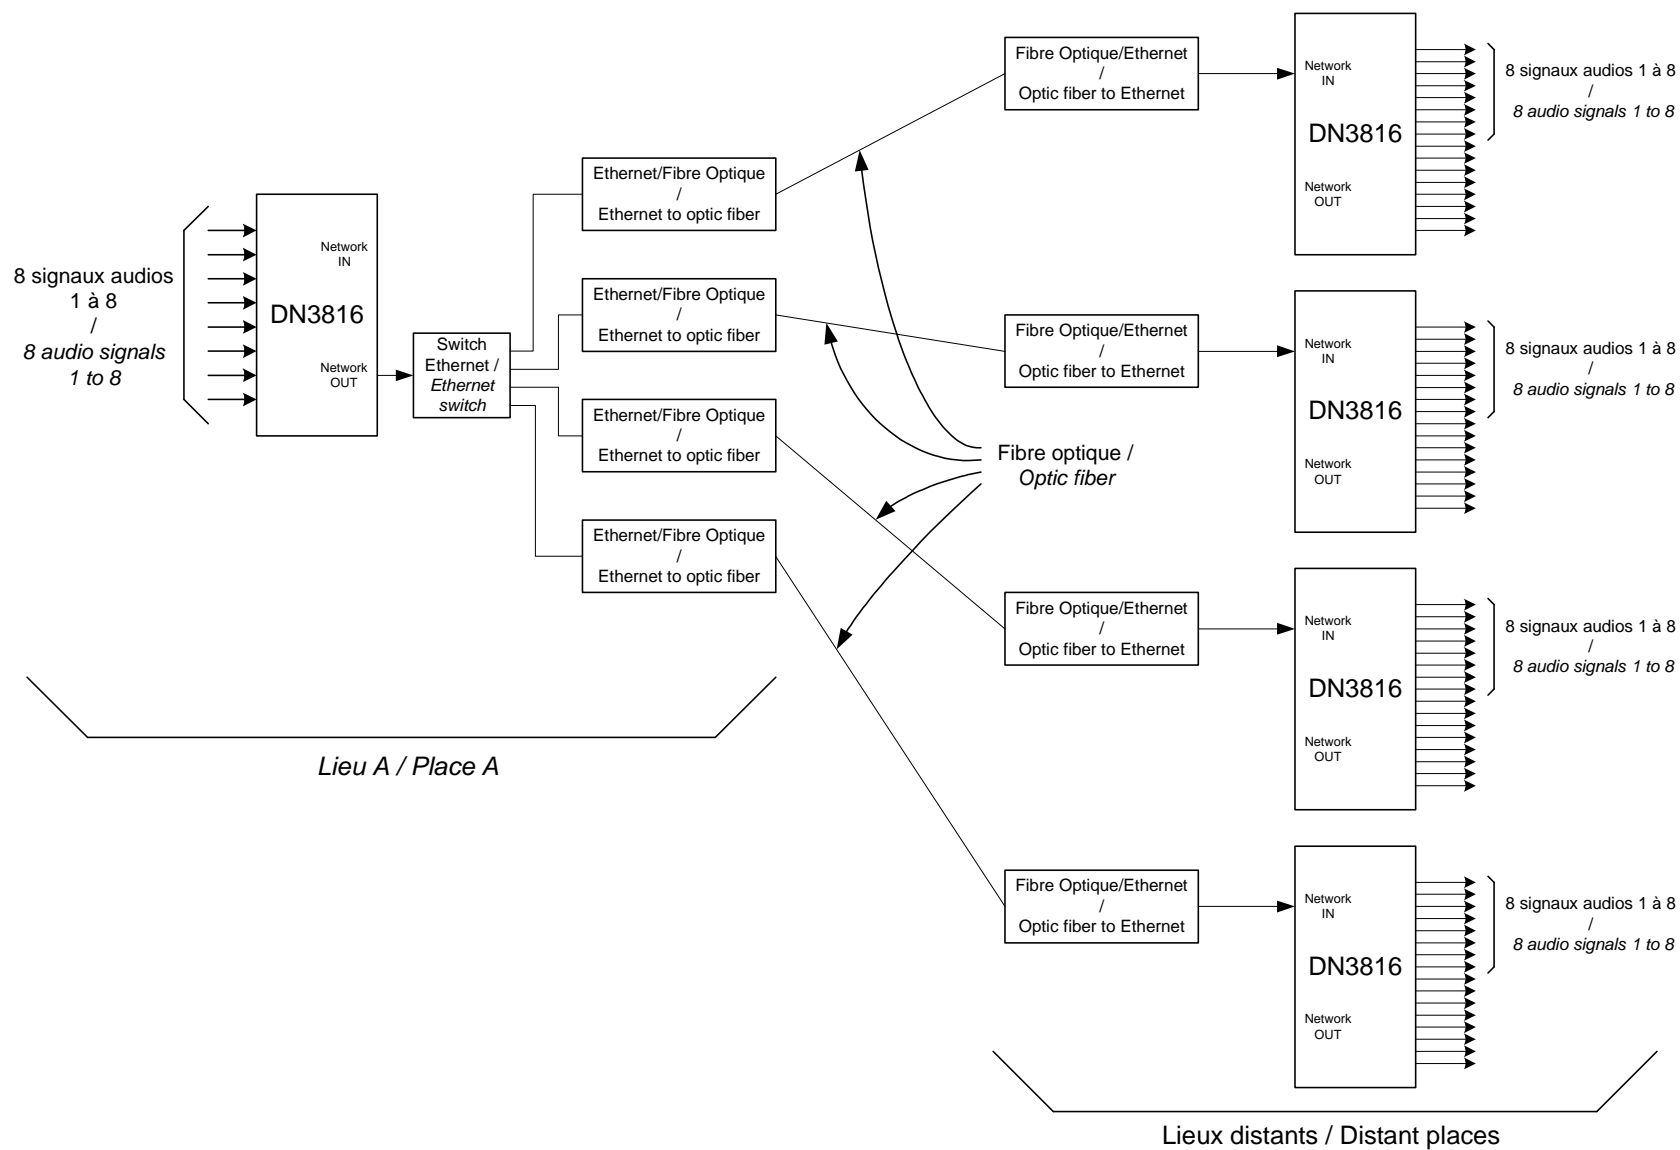 8 signaux audios
1 à 8
/
8 audio signals
1 to 8
Network
IN
DN3816
Network
OUT
Switch
Ethernet /
Ethernet
switch
Ethernet/Fibre Optique
/
Ethernet to optic fiber
Ethernet/Fibre Optique
/
Ethernet to optic fiber
Ethernet/Fibre Optique
/
Ethernet to optic fiber
Ethernet/Fibre Optique
/
Ethernet to optic fiber
Lieu A / Place A
Fibre optique /
Optic fiber
Fibre Optique/Ethernet
/
Optic fiber to Ethernet
Network
IN
DN3816
Network
OUT
8 signaux audios 1 à 8
/
8 audio signals 1 to 8
Fibre Optique/Ethernet
/
Optic fiber to Ethernet
Network
IN
DN3816
Network
OUT
8 signaux audios 1 à 8
/
8 audio signals 1 to 8
Fibre Optique/Ethernet
/
Optic fiber to Ethernet
Network
IN
DN3816
Network
OUT
8 signaux audios 1 à 8
/
8 audio signals 1 to 8
Fibre Optique/Ethernet
/
Optic fiber to Ethernet
Network
IN
DN3816
Network
OUT
8 signaux audios 1 à 8
/
8 audio signals 1 to 8
Lieux distants / Distant places